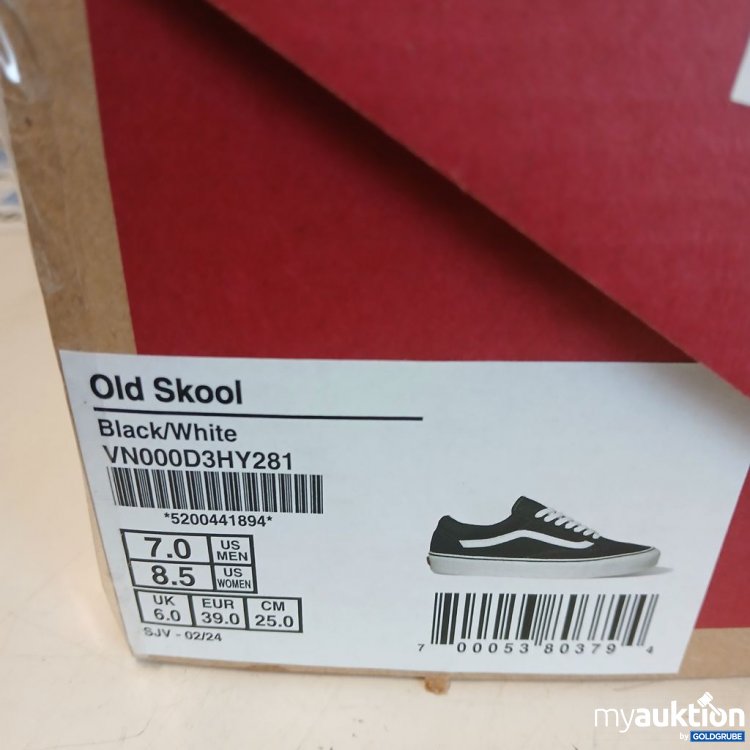 Old Skool
Black/White
VN000D3HY281
*5200441894*
7.0 US MEN
8.5 US WOMEN
UK EUR CM
6.0 39.0 25.0
SJV - 02/24
7 00053 80379 4
myauktion
by GOLDGRUBE